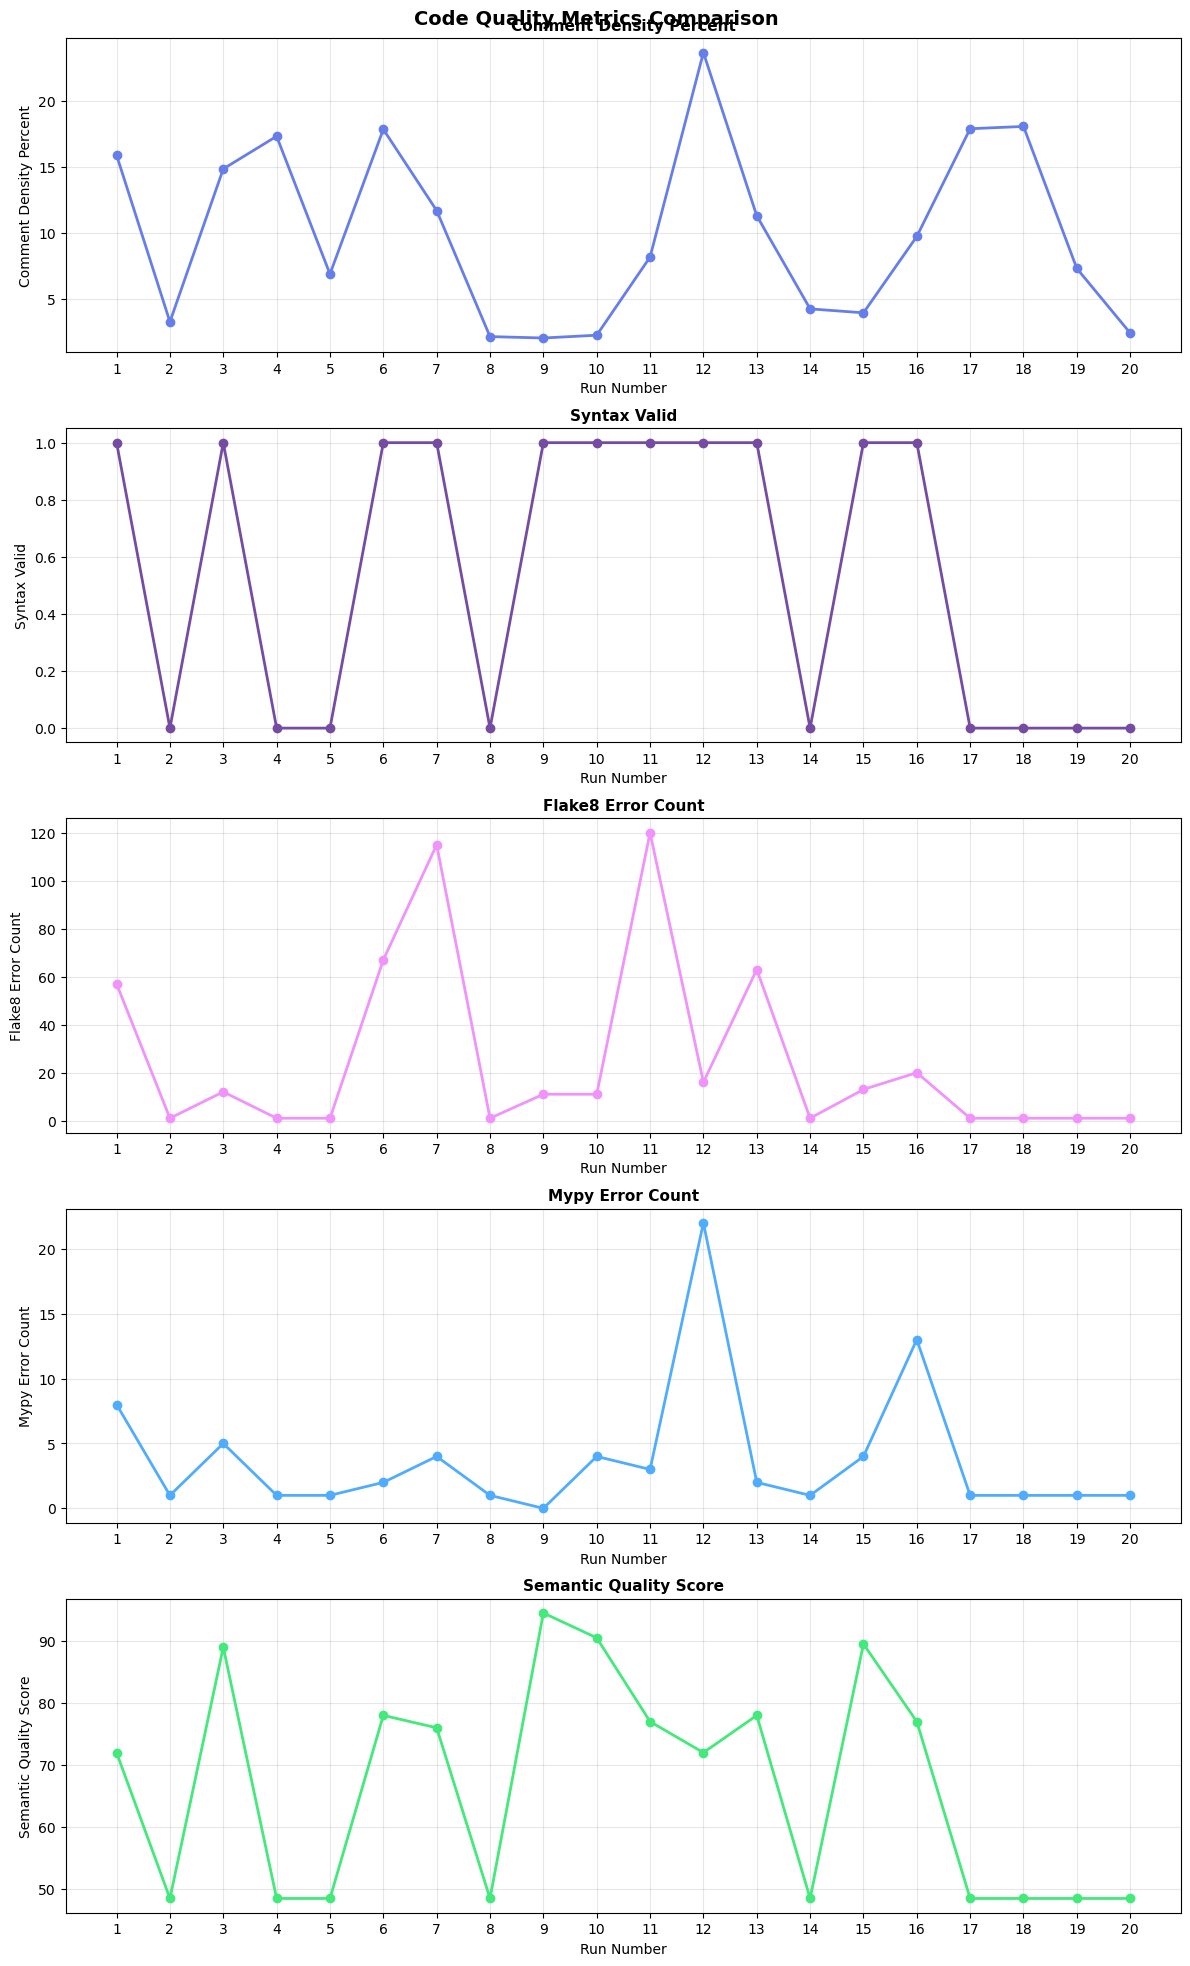 Code Quality Metrics Comparison
Comment Density Percent
20
15
10
5
Comment Density Percent
1 2 3 4 5 6 7 8 9 10 11 12 13 14 15 16 17 18 19 20
Run Number
Syntax Valid
1.0
0.8
0.6
0.4
0.2
0.0
Syntax Valid
1 2 3 4 5 6 7 8 9 10 11 12 13 14 15 16 17 18 19 20
Run Number
Flake8 Error Count
120
100
80
60
40
20
0
Flake8 Error Count
1 2 3 4 5 6 7 8 9 10 11 12 13 14 15 16 17 18 19 20
Run Number
Mypy Error Count
20
15
10
5
0
Mypy Error Count
1 2 3 4 5 6 7 8 9 10 11 12 13 14 15 16 17 18 19 20
Run Number
Semantic Quality Score
90
80
70
60
50
Semantic Quality Score
1 2 3 4 5 6 7 8 9 10 11 12 13 14 15 16 17 18 19 20
Run Number